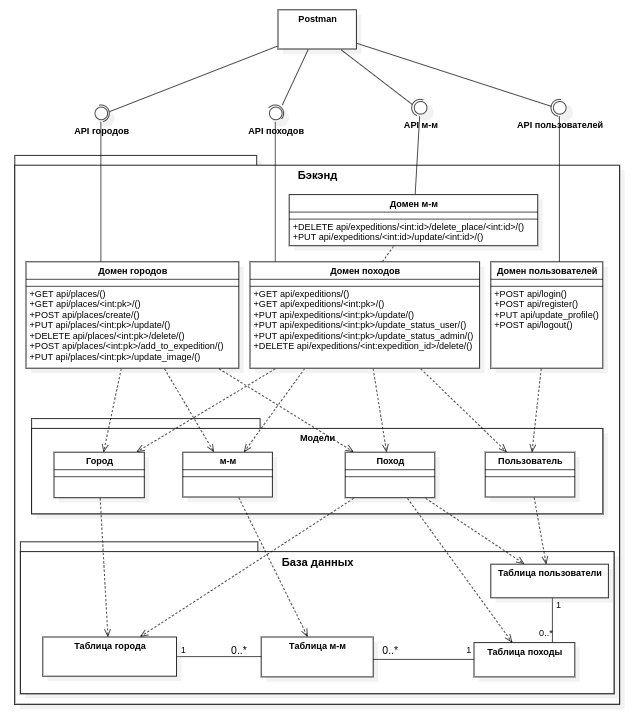 Postman
API городов
API походов
API м-м
API пользователей
Бэкэнд
Домен м-м
+DELETE api/expeditions/<int:id>/delete_place/<int:id>/()
+PUT api/expeditions/<int:id>/update/<int:id>/()
Домен городов
+GET api/places/()
+GET api/places/<int:pk>/()
+POST api/places/create/()
+PUT api/places/<int:pk>/update/()
+DELETE api/places/<int:pk>/delete/()
+POST api/places/<int:pk>/add_to_expedition/()
+PUT api/places/<int:pk>/update_image/()
Домен походов
+GET api/expeditions/()
+GET api/expeditions/<int:pk>/()
+PUT api/expeditions/<int:pk>/update/()
+PUT api/expeditions/<int:pk>/update_status_user/()
+PUT api/expeditions/<int:pk>/update_status_admin/()
+DELETE api/expeditions/<int:expedition_id>/delete/()
Домен пользователей
+POST api/login/()
+POST api/register/()
+PUT api/update_profile/()
+POST api/logout/()
Модели
Город
м-м
Поход
Пользователь
База данных
Таблица пользователи
1
0..*
Таблица города
1
0..*
Таблица м-м
0..*
1
Таблица походы